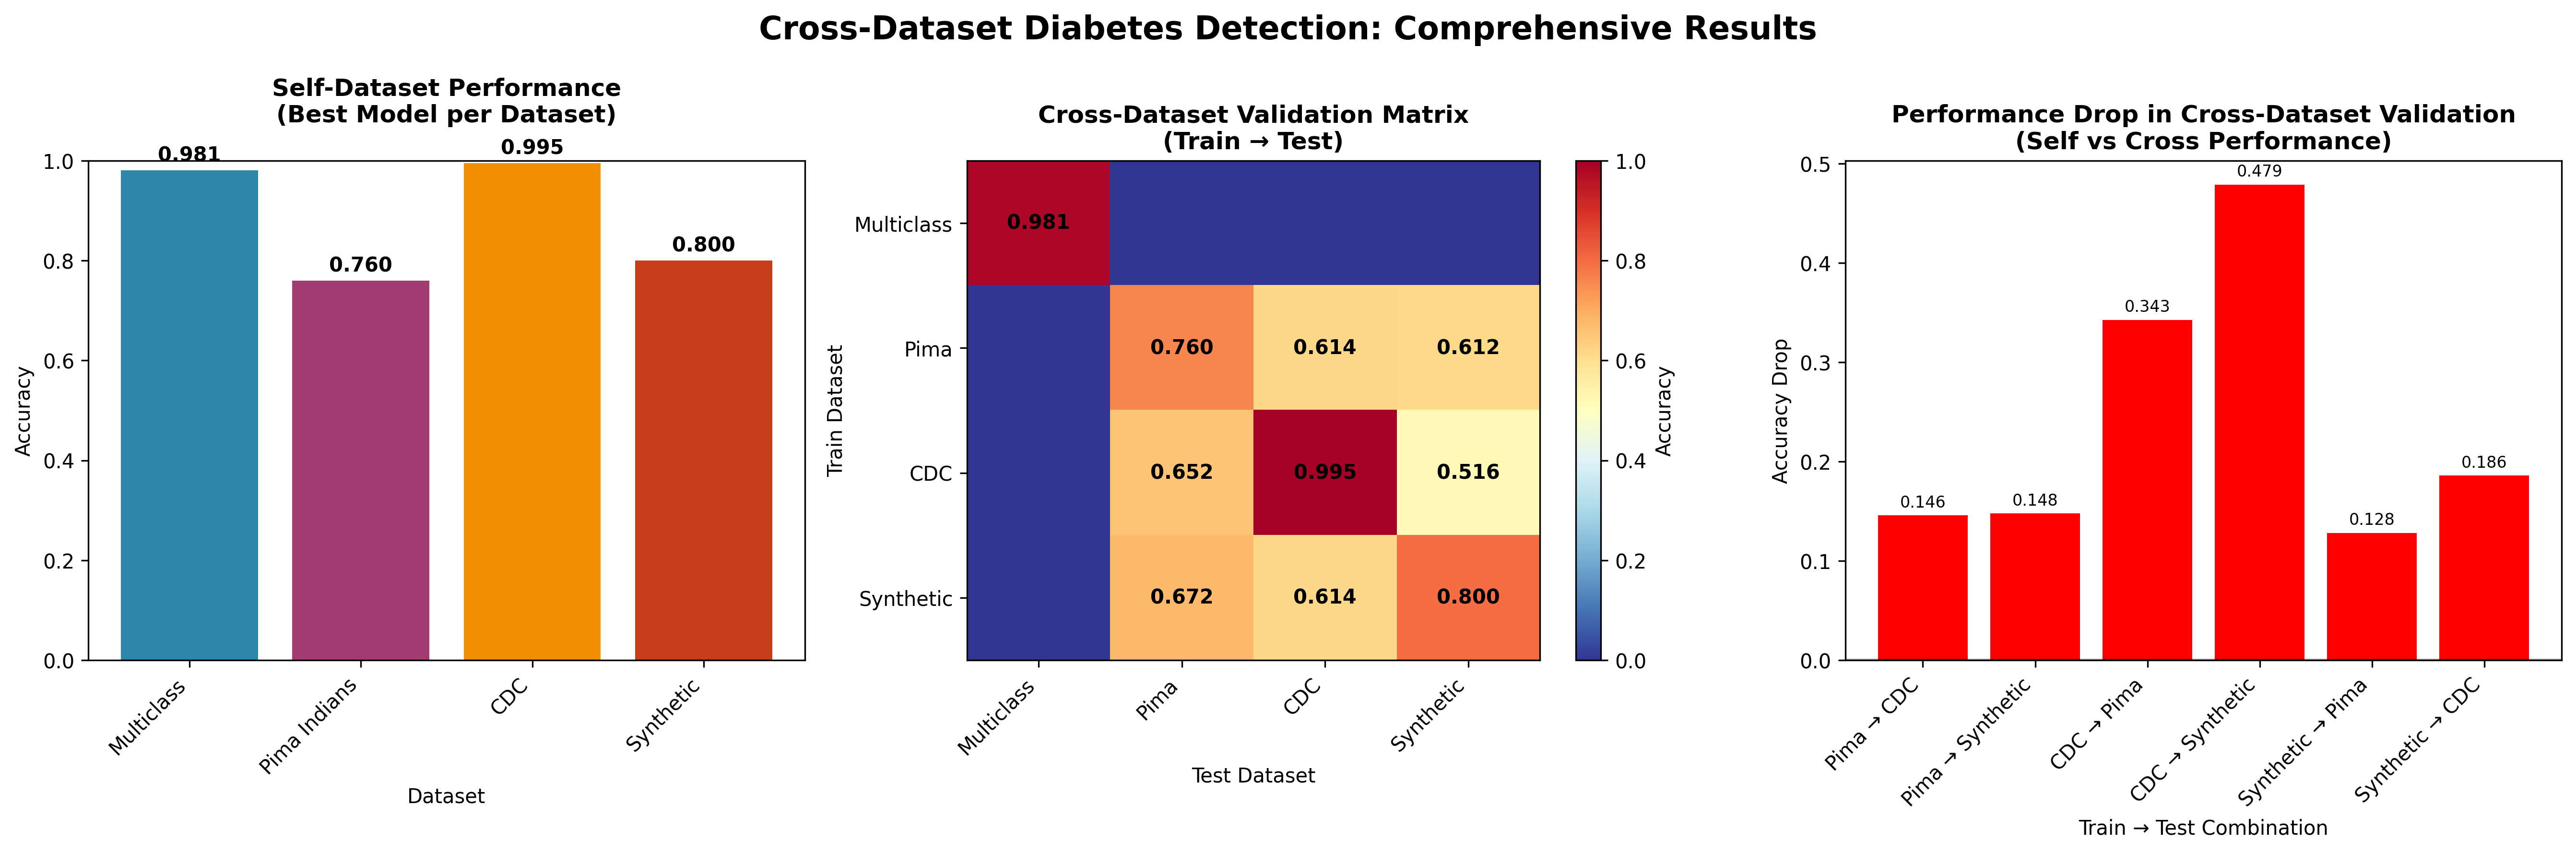 Cross-Dataset Diabetes Detection: Comprehensive Results
Self-Dataset Performance
(Best Model per Dataset)
0.981
0.760
0.995
0.800
1.0
0.8
0.6
0.4
0.2
0.0
Accuracy
Multiclass
Pima Indians
CDC
Synthetic
Dataset
Cross-Dataset Validation Matrix
(Train → Test)
Train Dataset
Multiclass
Pima
CDC
Synthetic
0.981
0.760 0.614 0.612
0.652 0.995 0.516
0.672 0.614 0.800
Multiclass
Pima
CDC
Synthetic
Test Dataset
1.0
0.8
0.6
0.4
0.2
0.0
Accuracy
Performance Drop in Cross-Dataset Validation
(Self vs Cross Performance)
0.5
0.4
0.3
0.2
0.1
0.0
Accuracy Drop
0.146
0.148
0.343
0.479
0.128
0.186
Pima → CDC
Pima → Synthetic
CDC → Pima
CDC → Synthetic
Synthetic → Pima
Synthetic → CDC
Train → Test Combination